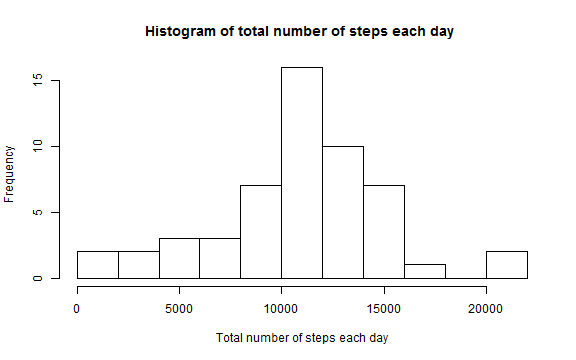 Histogram of total number of steps each day
Frequency
15
10
5
0
0 5000 10000 15000 20000
Total number of steps each day